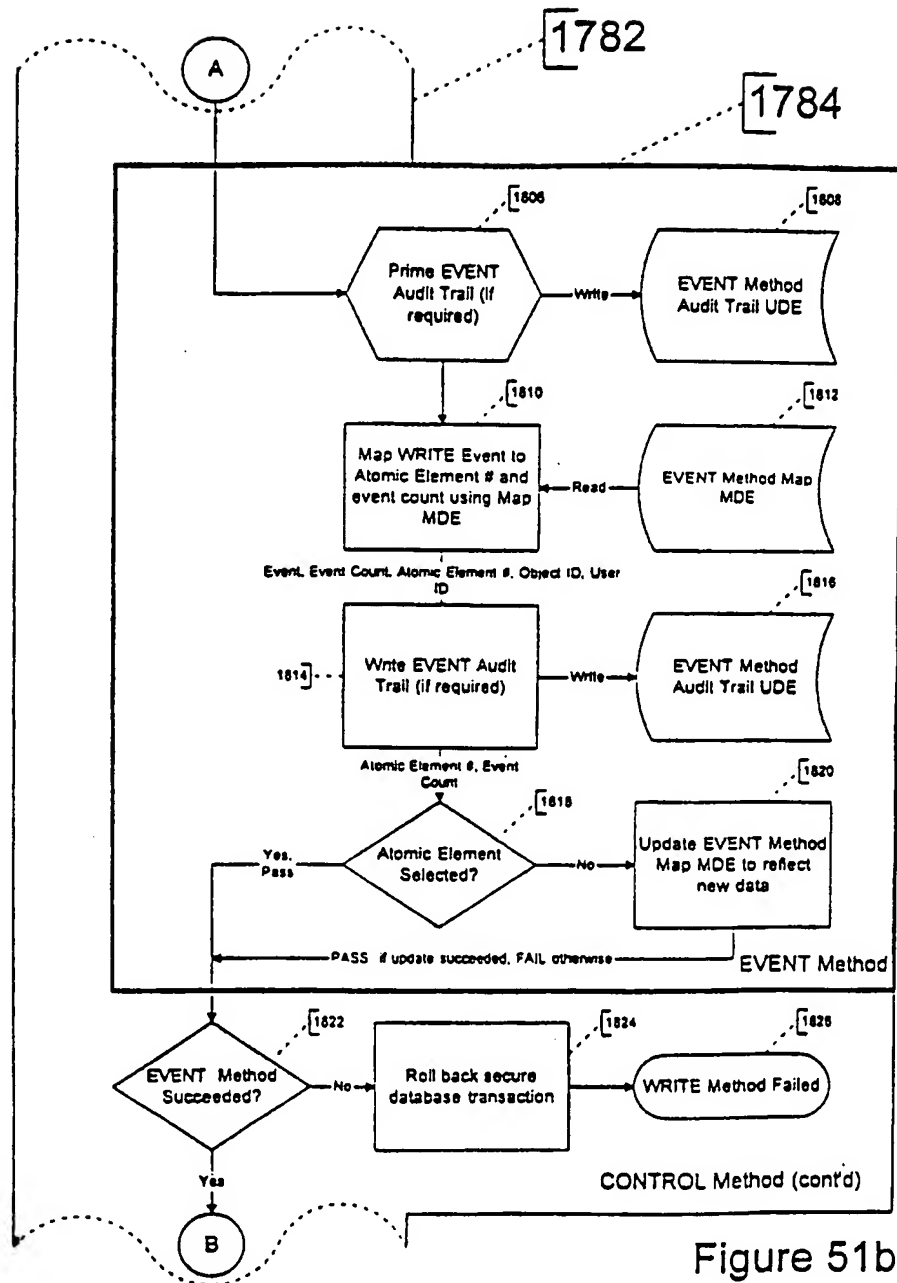 [1782
A
[1784
[1806
[1808
Prime EVENT
Audit Trail (if
required)
Write
EVENT Method
Audit Trail UDE
[1810
[1812
Map WRITE Event to
Atomic Element # and
event count using Map
MDE
Read
EVENT Method Map
MDE
Event, Event Count, Atomic Element #, Object ID, User
ID
[1816
1814]
Write EVENT Audit
Trail (if required)
Write
EVENT Method
Audit Trail UDE
Atomic Element #, Event
Count
[1818
[1820
Yes,
Pass
Atomic Element
Selected?
No
Update EVENT Method
Map MDE to reflect
new data
PASS if update succeeded, FAIL otherwise
EVENT Method
[1822
[1824
[1826
EVENT Method
Succeeded?
No
Roll back secure
database transaction
WRITE Method Failed
Yes
CONTROL Method (cont'd)
B
Figure 51b